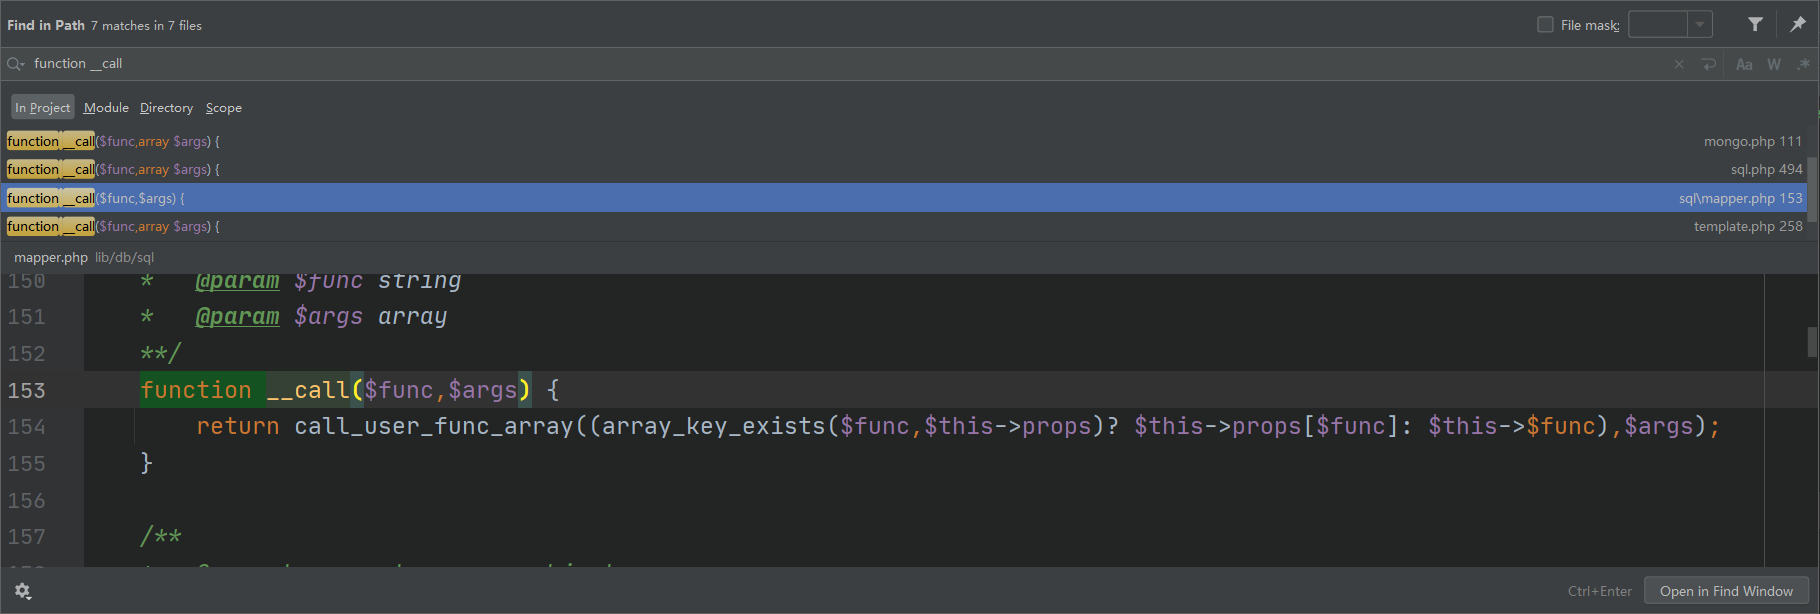 Find in Path 7 matches in 7 files File mask:
function __call Aa W .*
In Project Module Directory Scope
function __call($func,array $args) { mongo.php 111
function __call($func,array $args) { sql.php 494
function __call($func,$args) { sql\mapper.php 153
function __call($func,array $args) { template.php 258
mapper.php lib/db/sql
150 * @param $func string
151 * @param $args array
152 **/
153 function __call($func,$args) {
154 return call_user_func_array((array_key_exists($func,$this->props)? $this->props[$func]: $this->$func),$args);
155 }
156
157 /**
Ctrl+Enter Open in Find Window